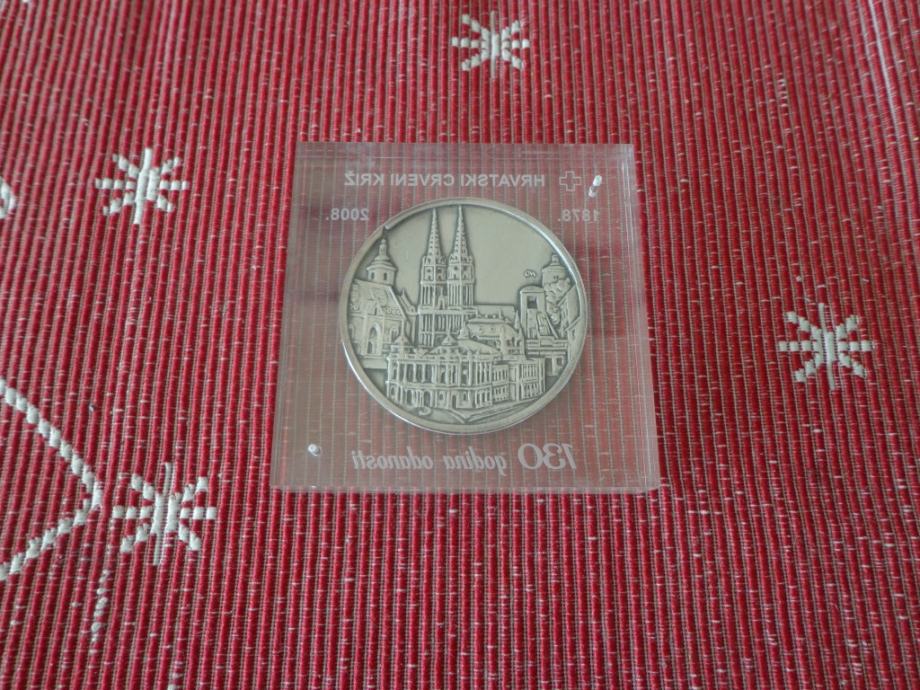 HRVATSKI CRVENI KRIŽ
1878. 2008.
130 godina odanosti